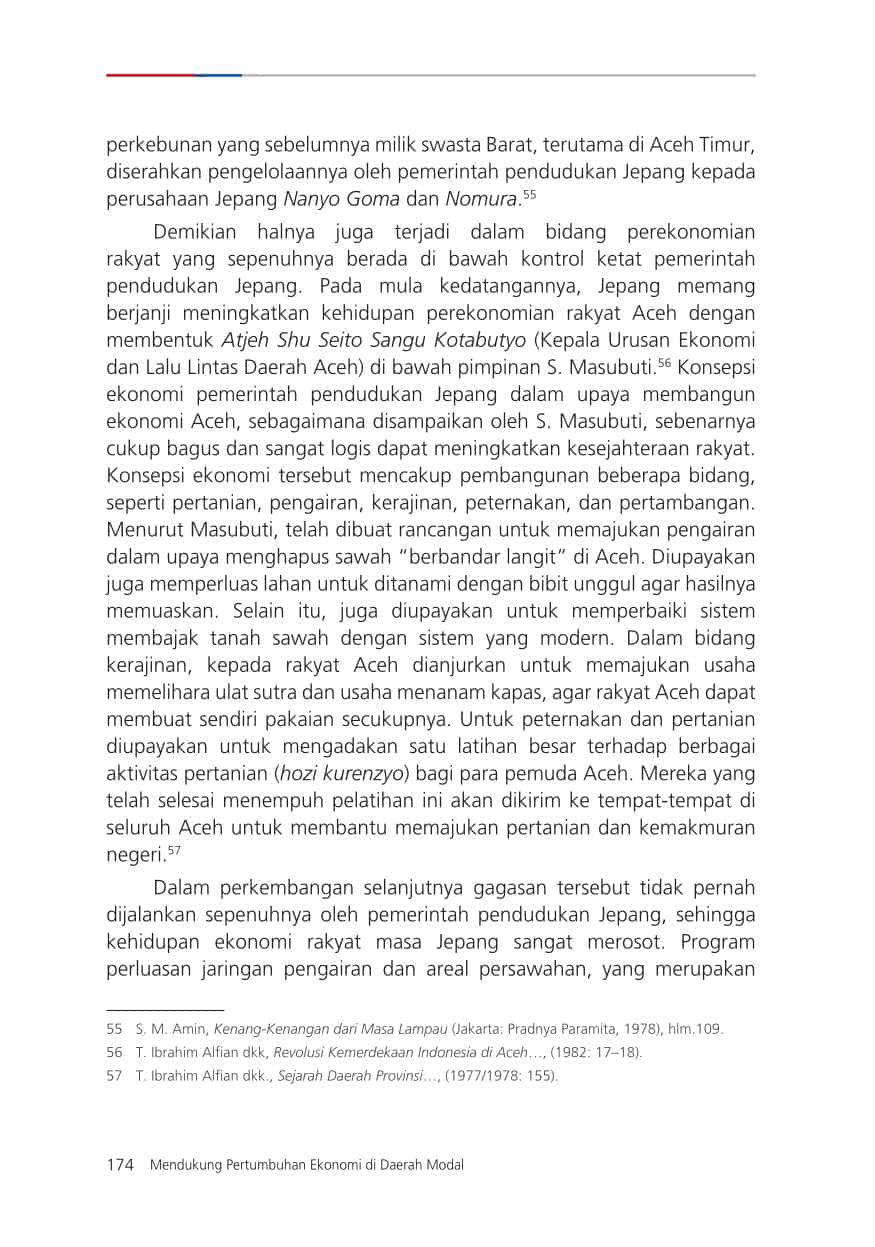 perkebunan yang sebelumnya milik swasta Barat, terutama di Aceh Timur,
diserahkan pengelolaannya oleh pemerintah pendudukan Jepang kepada
perusahaan Jepang Nanyo Goma dan Nomura.55
Demikian halnya juga terjadi dalam bidang perekonomian
rakyat yang sepenuhnya berada di bawah kontrol ketat pemerintah
pendudukan Jepang. Pada mula kedatangannya, Jepang memang
berjanji meningkatkan kehidupan perekonomian rakyat Aceh dengan
membentuk Atjeh Shu Seito Sangu Kotabutyo (Kepala Urusan Ekonomi
dan Lalu Lintas Daerah Aceh) di bawah pimpinan S. Masubuti.56 Konsepsi
ekonomi pemerintah pendudukan Jepang dalam upaya membangun
ekonomi Aceh, sebagaimana disampaikan oleh S. Masubuti, sebenarnya
cukup bagus dan sangat logis dapat meningkatkan kesejahteraan rakyat.
Konsepsi ekonomi tersebut mencakup pembangunan beberapa bidang,
seperti pertanian, pengairan, kerajinan, peternakan, dan pertambangan.
Menurut Masubuti, telah dibuat rancangan untuk memajukan pengairan
dalam upaya menghapus sawah “berbandar langit” di Aceh. Diupayakan
juga memperluas lahan untuk ditanami dengan bibit unggul agar hasilnya
memuaskan. Selain itu, juga diupayakan untuk memperbaiki sistem
membajak tanah sawah dengan sistem yang modern. Dalam bidang
kerajinan, kepada rakyat Aceh dianjurkan untuk memajukan usaha
memelihara ulat sutra dan usaha menanam kapas, agar rakyat Aceh dapat
membuat sendiri pakaian secukupnya. Untuk peternakan dan pertanian
diupayakan untuk mengadakan satu latihan besar terhadap berbagai
aktivitas pertanian (hozi kurenzyo) bagi para pemuda Aceh. Mereka yang
telah selesai menempuh pelatihan ini akan dikirim ke tempat-tempat di
seluruh Aceh untuk membantu memajukan pertanian dan kemakmuran
negeri.57
Dalam perkembangan selanjutnya gagasan tersebut tidak pernah
dijalankan sepenuhnya oleh pemerintah pendudukan Jepang, sehingga
kehidupan ekonomi rakyat masa Jepang sangat merosot. Program
perluasan jaringan pengairan dan areal persawahan, yang merupakan
55 S. M. Amin, Kenang-Kenangan dari Masa Lampau (Jakarta: Pradnya Paramita, 1978), hlm.109.
56 T. Ibrahim Alfian dkk, Revolusi Kemerdekaan Indonesia di Aceh…, (1982: 17–18).
57 T. Ibrahim Alfian dkk., Sejarah Daerah Provinsi…, (1977/1978: 155).
174 Mendukung Pertumbuhan Ekonomi di Daerah Modal